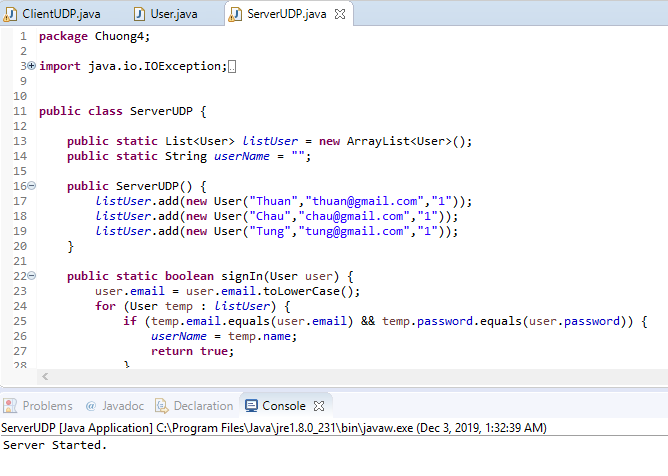 ClientUDP.java User.java ServerUDP.java
1 package Chuong4;
2
3 import java.io.IOException;
9
10
11 public class ServerUDP {
12
13 public static List<User> listUser = new ArrayList<User>();
14 public static String userName = "";
15
16 public ServerUDP() {
17 listUser.add(new User("Thuan","thuan@gmail.com","1"));
18 listUser.add(new User("Chau","chau@gmail.com","1"));
19 listUser.add(new User("Tung","tung@gmail.com","1"));
20 }
21
22 public static boolean signIn(User user) {
23 user.email = user.email.toLowerCase();
24 for (User temp : listUser) {
25 if (temp.email.equals(user.email) && temp.password.equals(user.password)) {
26 userName = temp.name;
27 return true;
28 }
Problems @ Javadoc Declaration Console
ServerUDP [Java Application] C:\Program Files\Java\jre1.8.0_231\bin\javaw.exe (Dec 3, 2019, 1:32:39 AM)
Server Started.